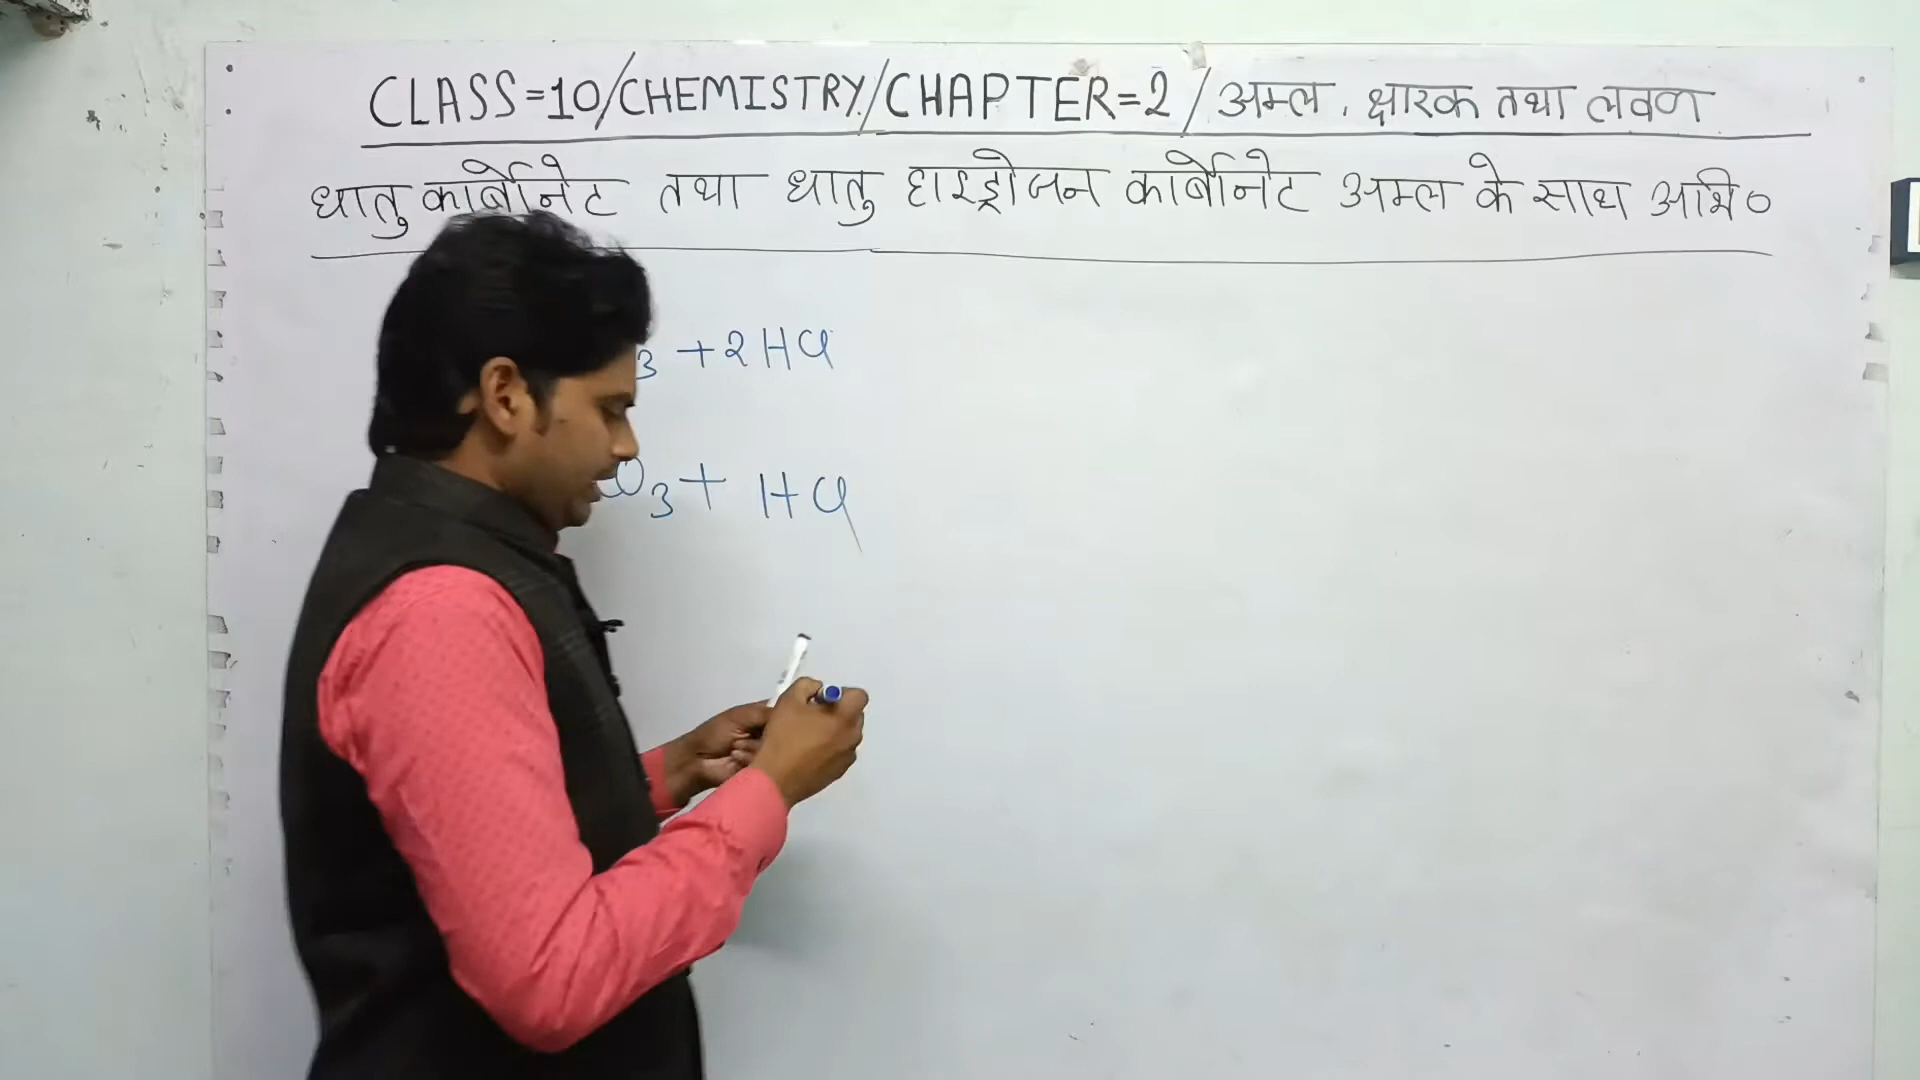 CLASS=10/CHEMISTRY/CHAPTER=2/अम्ल, क्षारक तथा लवण
धातु कार्बोनेट तथा धातु हाइड्रोजन कार्बोनेट अम्ल के साथ अभि०
3 +2HCl
3 + HCl